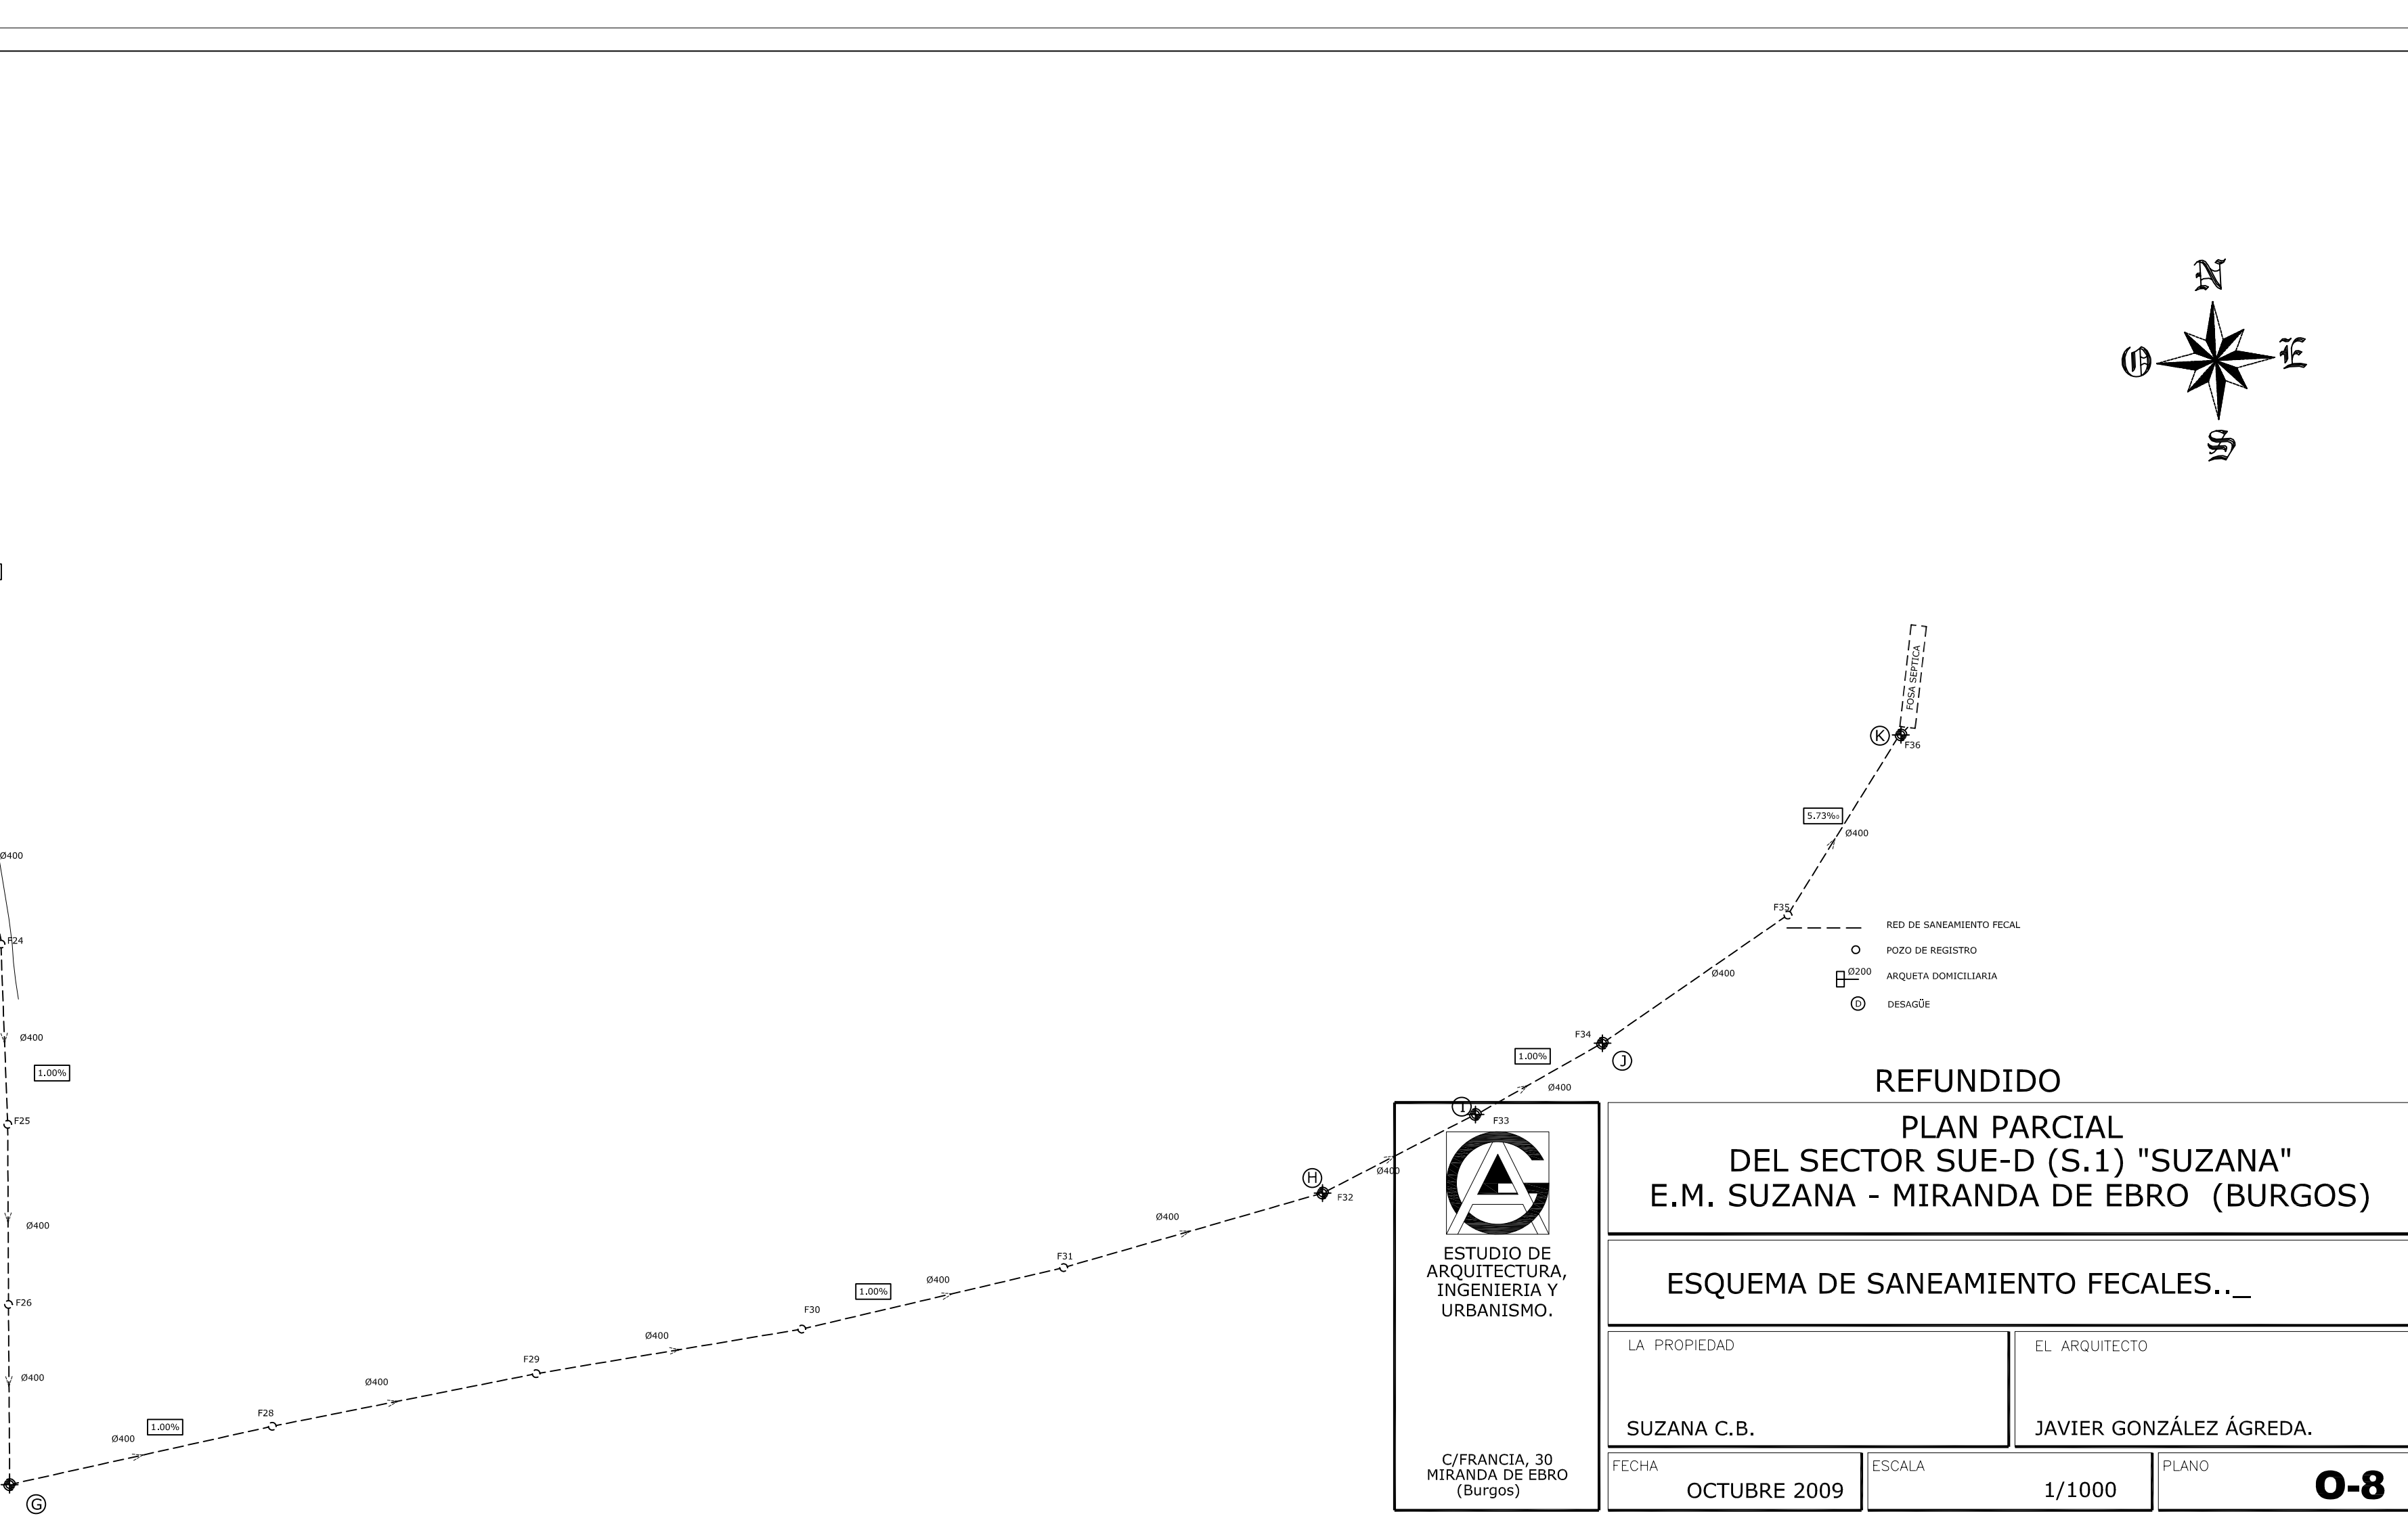 N
O
E
S
FOSA SEPTICA
K
F36
5.73‰
Ø400
Ø400
F35
F24
RED DE SANEAMIENTO FECAL
POZO DE REGISTRO
Ø200
ARQUETA DOMICILIARIA
D
DESAGÜE
Ø400
F34
J
1.00%
Ø400
Ø400
1.00%
I
F33
F25
H
F32
Ø400
Ø400
Ø400
F31
Ø400
1.00%
F30
F26
Ø400
F29
Ø400
Ø400
F28
1.00%
Ø400
G
REFUNDIDO
PLAN PARCIAL
DEL SECTOR SUE-D (S.1) "SUZANA"
E.M. SUZANA - MIRANDA DE EBRO (BURGOS)
ESQUEMA DE SANEAMIENTO FECALES.._
ESTUDIO DE
ARQUITECTURA,
INGENIERIA Y
URBANISMO.
C/FRANCIA, 30
MIRANDA DE EBRO
(Burgos)
LA PROPIEDAD
SUZANA C.B.
EL ARQUITECTO
JAVIER GONZÁLEZ ÁGREDA.
FECHA
OCTUBRE 2009
ESCALA
1/1000
PLANO
O-8